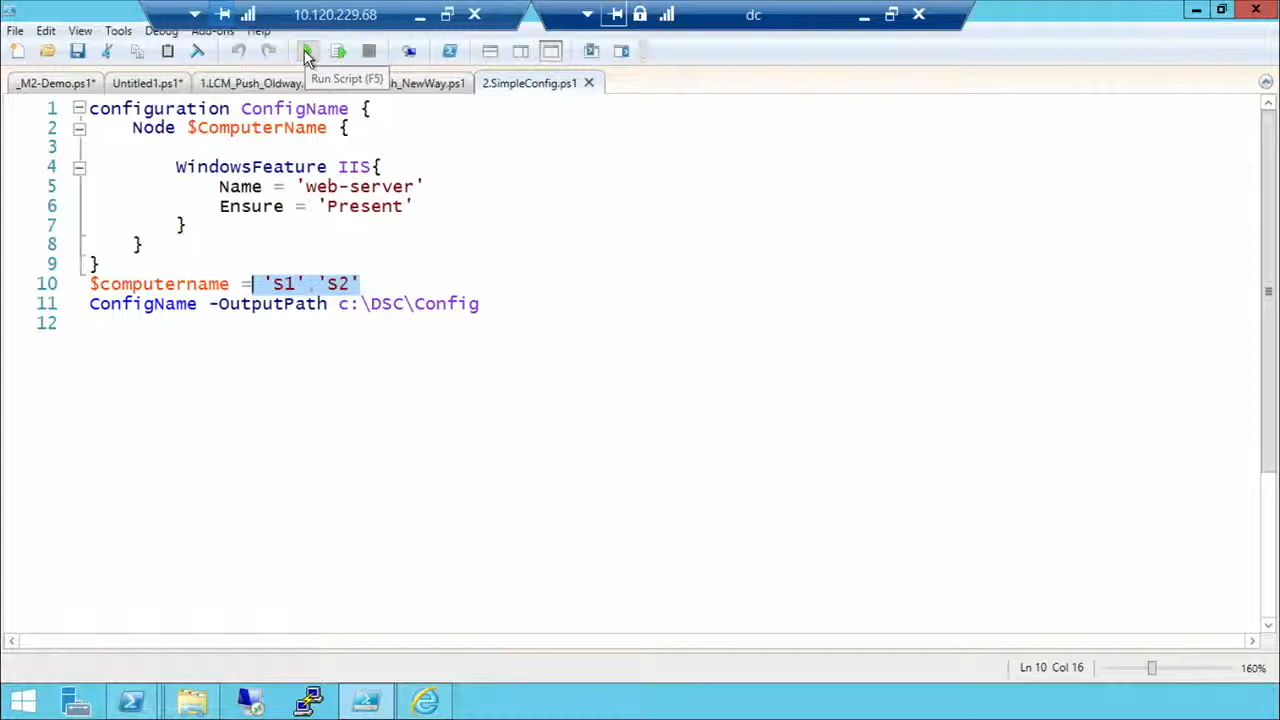 10.120.229.68
dc
File Edit View Tools Debug Add-ons Help
Run Script (F5)
_M2-Demo.ps1* Untitled1.ps1* 1.LCM_Push_Oldway. h_NewWay.ps1 2.SimpleConfig.ps1
1 configuration ConfigName {
2 Node $ComputerName {
3
4 WindowsFeature IIS{
5 Name = 'web-server'
6 Ensure = 'Present'
7 }
8 }
9 }
10 $computername = 's1','s2'
11 ConfigName -OutputPath c:\DSC\Config
12
Ln 10 Col 16 160%